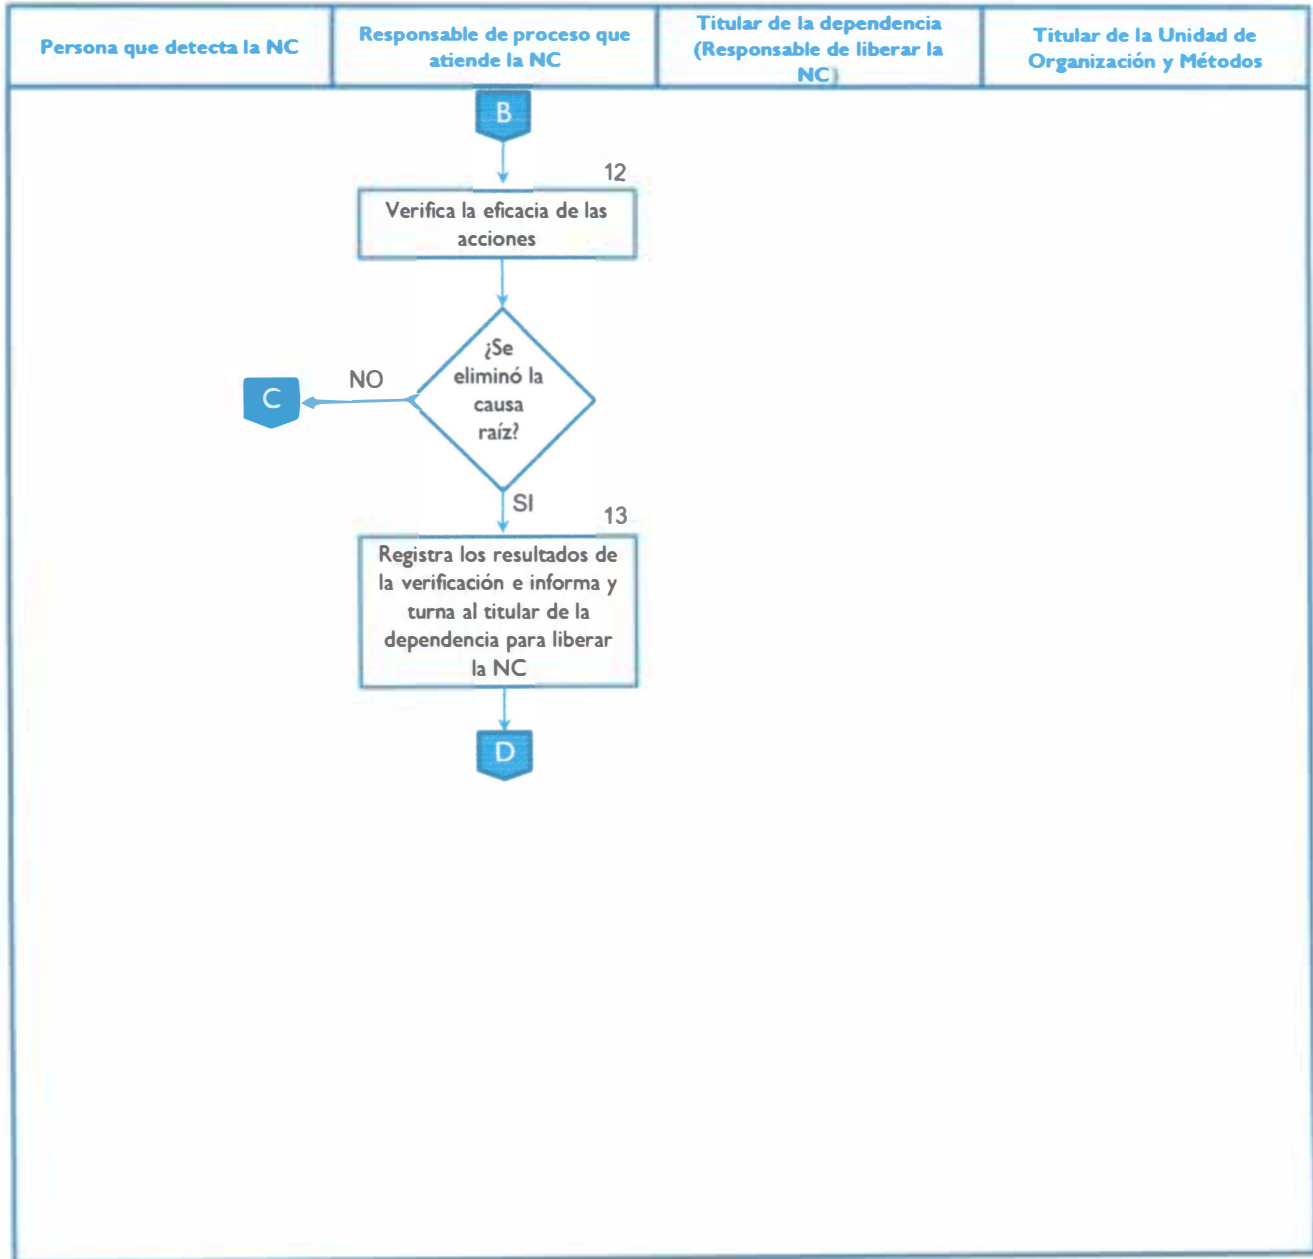 Persona que detecta la NC
Responsable de proceso que
atiende la NC
Titular de la dependencia
(Responsable de liberar la
NC)
Titular de la Unidad de
Organización y Métodos
B
12
Verifica la eficacia de las
acciones
¿Se
eliminó la
causa
raíz?
NO
C
SI
13
Registra los resultados de
la verificación e informa y
turna al titular de la
dependencia para liberar
la NC
D